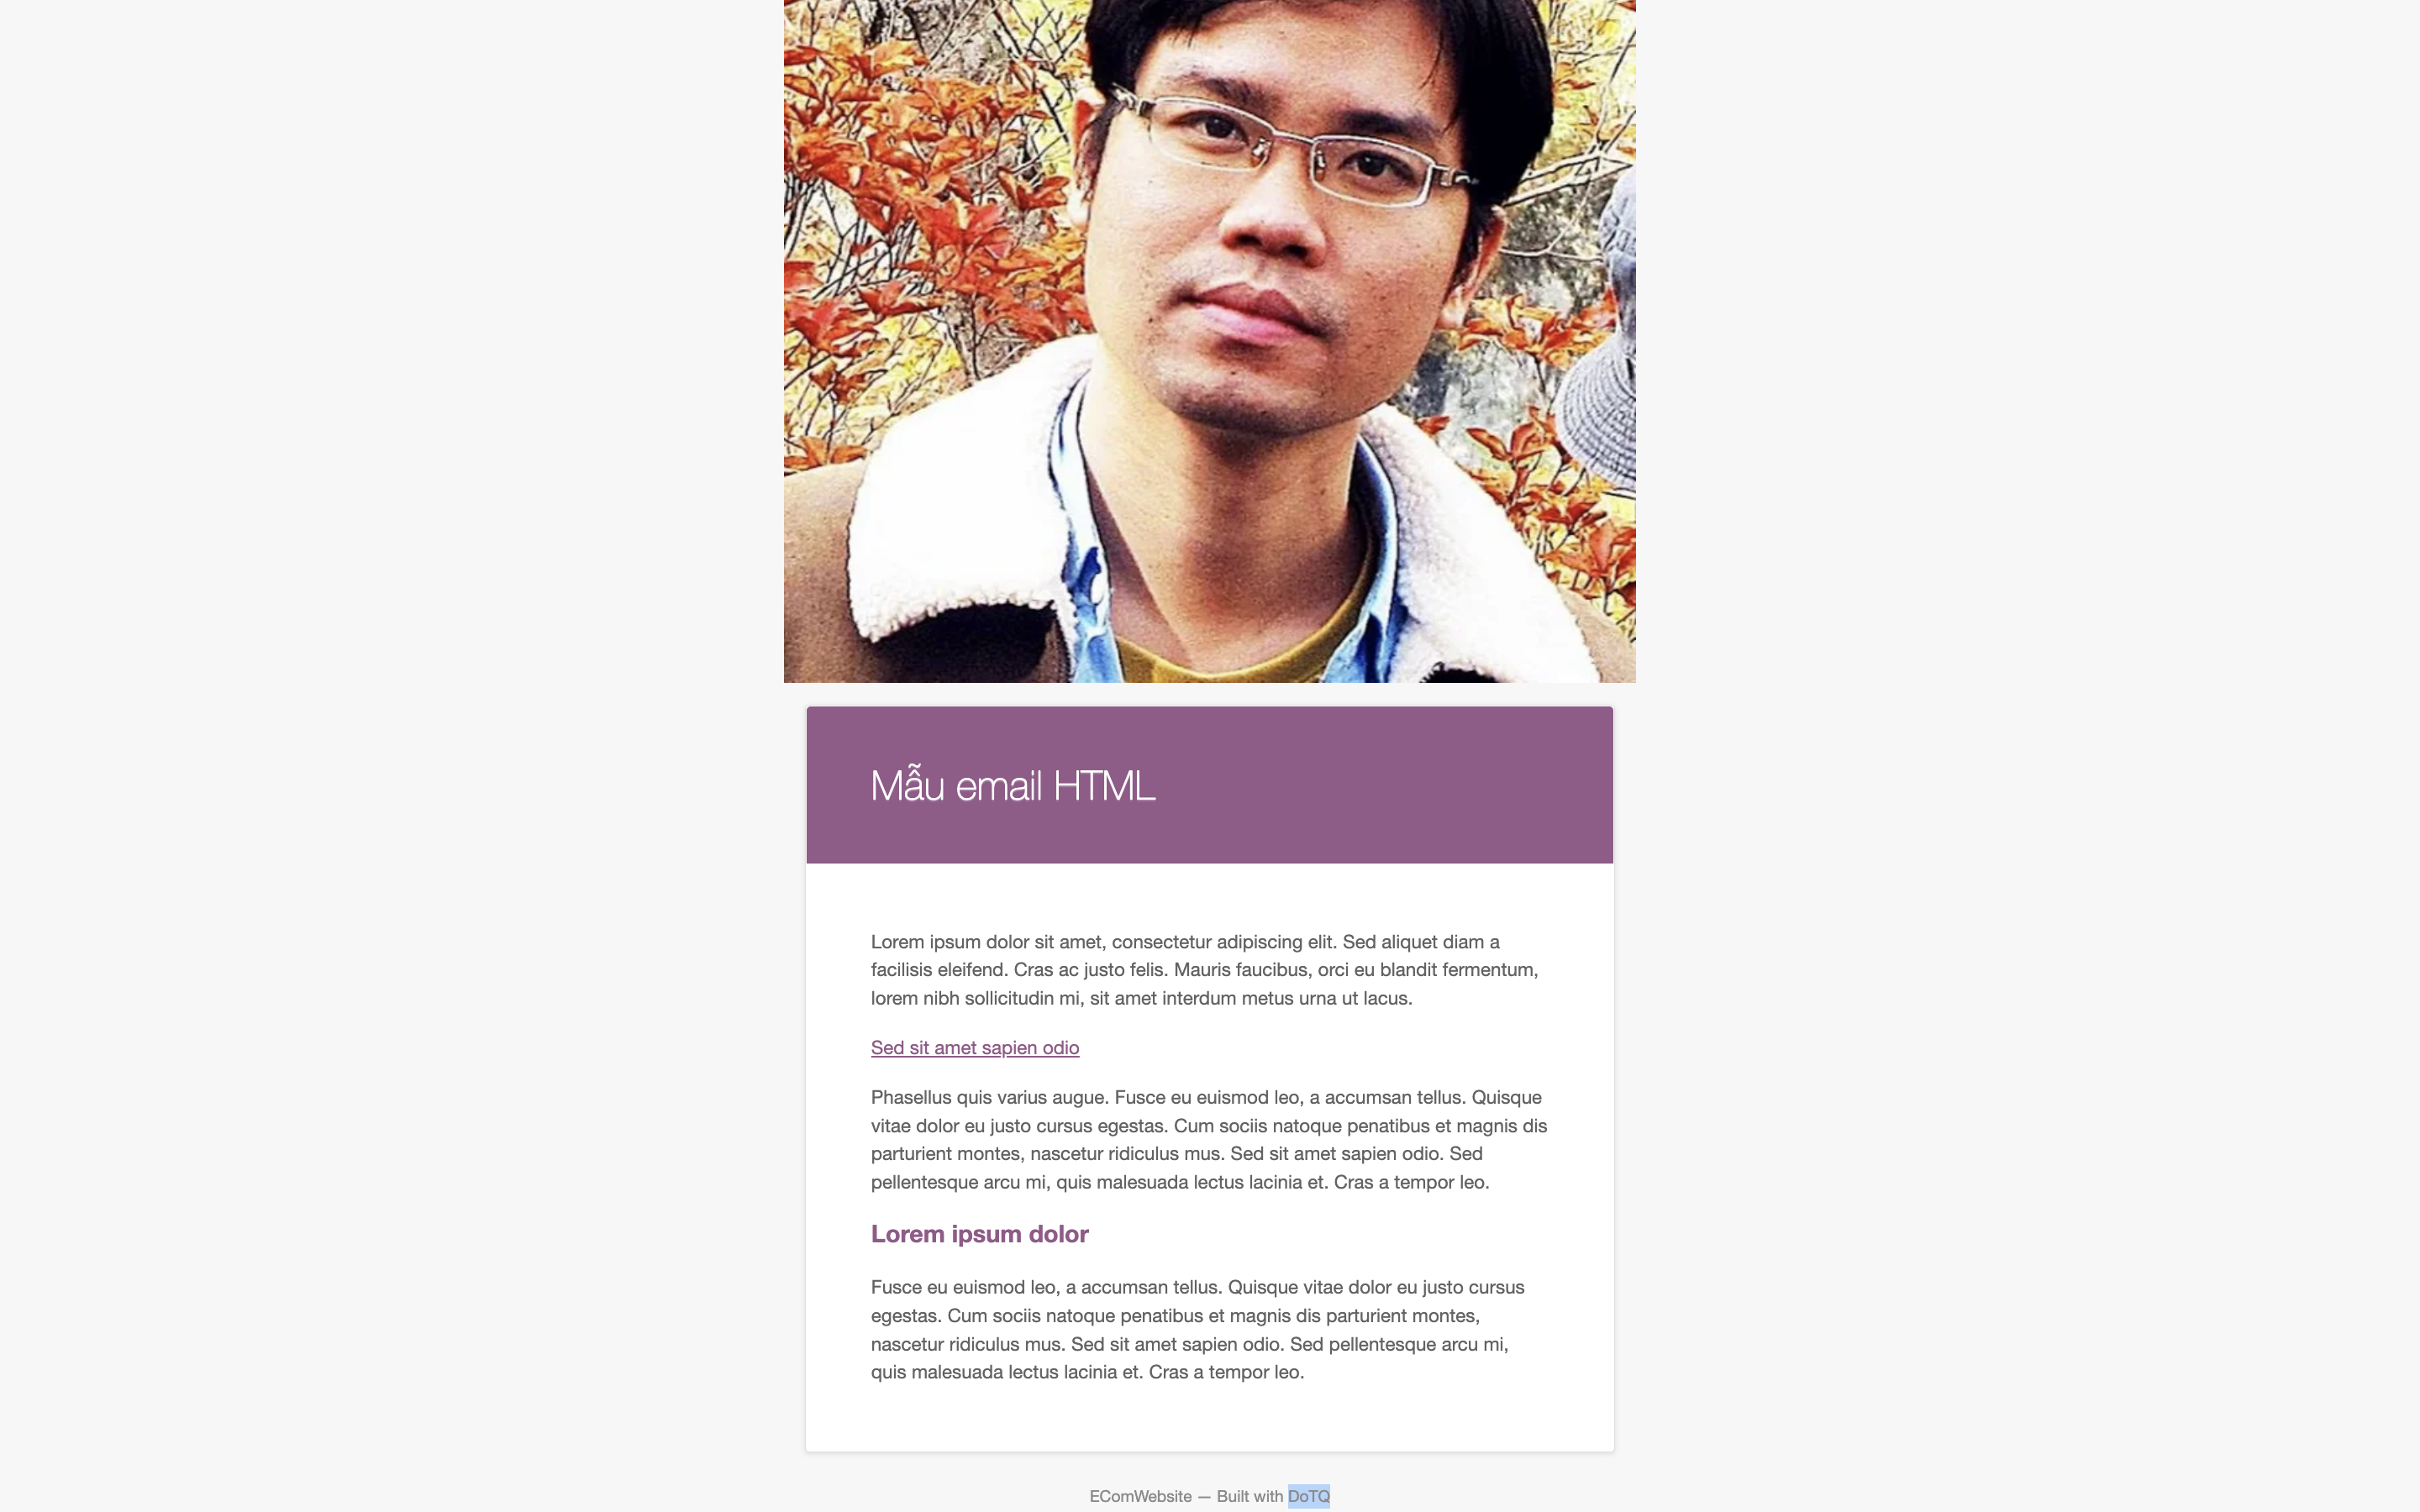 Mẫu email HTML
Lorem ipsum dolor sit amet, consectetur adipiscing elit. Sed aliquet diam a
facilisis eleifend. Cras ac justo felis. Mauris faucibus, orci eu blandit fermentum,
lorem nibh sollicitudin mi, sit amet interdum metus urna ut lacus.
Sed sit amet sapien odio
Phasellus quis varius augue. Fusce eu euismod leo, a accumsan tellus. Quisque
vitae dolor eu justo cursus egestas. Cum sociis natoque penatibus et magnis dis
parturient montes, nascetur ridiculus mus. Sed sit amet sapien odio. Sed
pellentesque arcu mi, quis malesuada lectus lacinia et. Cras a tempor leo.
Lorem ipsum dolor
Fusce eu euismod leo, a accumsan tellus. Quisque vitae dolor eu justo cursus
egestas. Cum sociis natoque penatibus et magnis dis parturient montes,
nascetur ridiculus mus. Sed sit amet sapien odio. Sed pellentesque arcu mi,
quis malesuada lectus lacinia et. Cras a tempor leo.
EComWebsite — Built with DoTQ